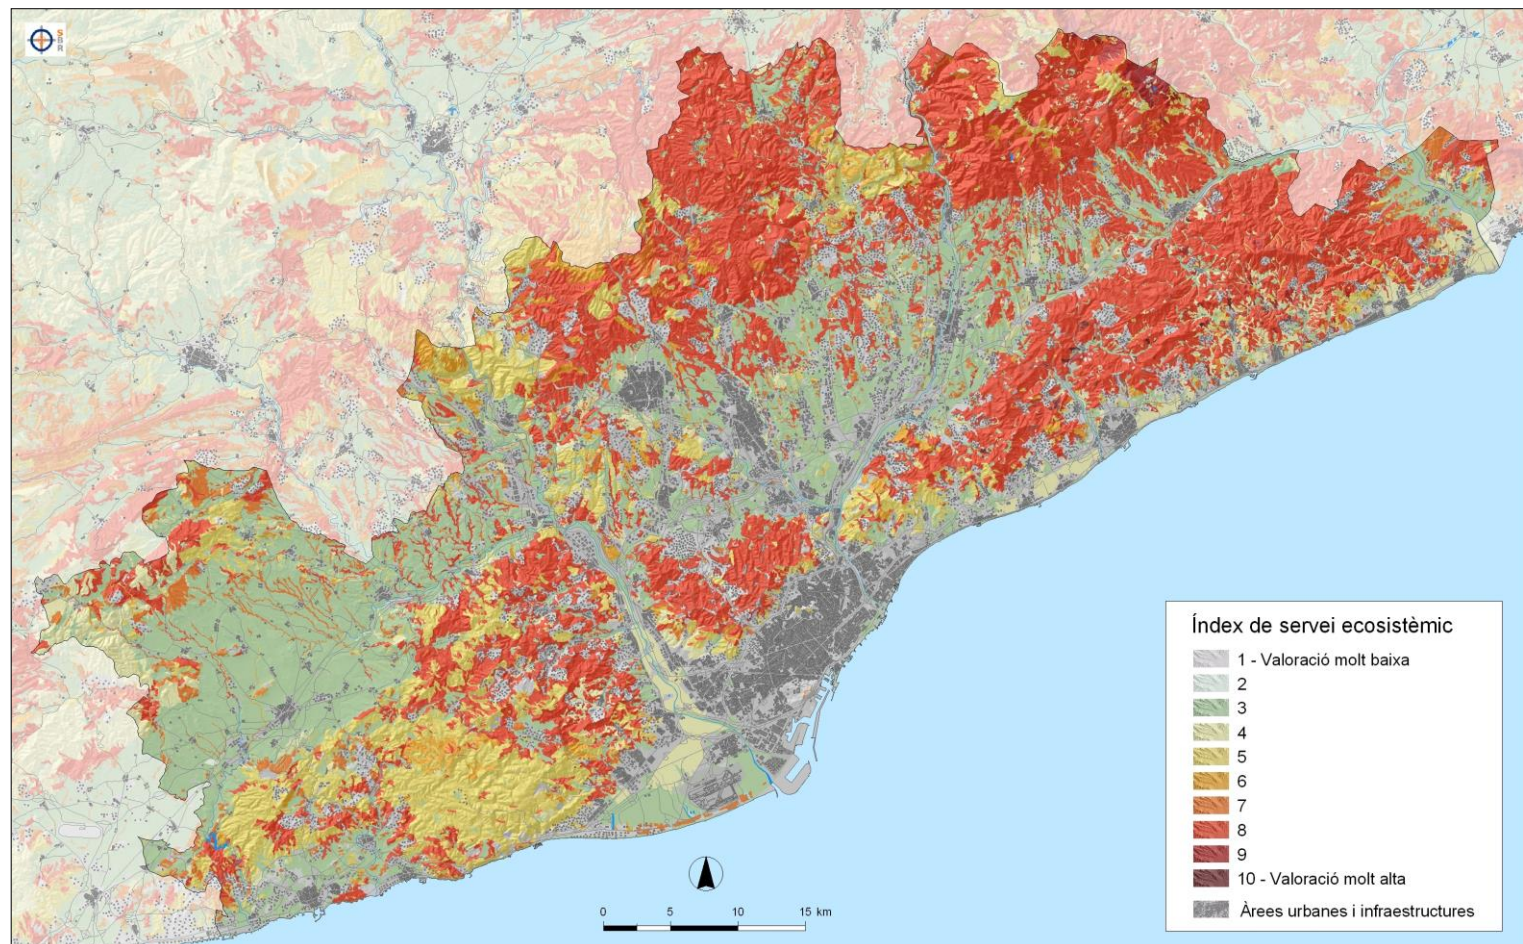 S
B
R
Índex de servei ecosistèmic
1 - Valoració molt baixa
2
3
4
5
6
7
8
9
10 - Valoració molt alta
Àrees urbanes i infraestructures
0 5 10 15 km